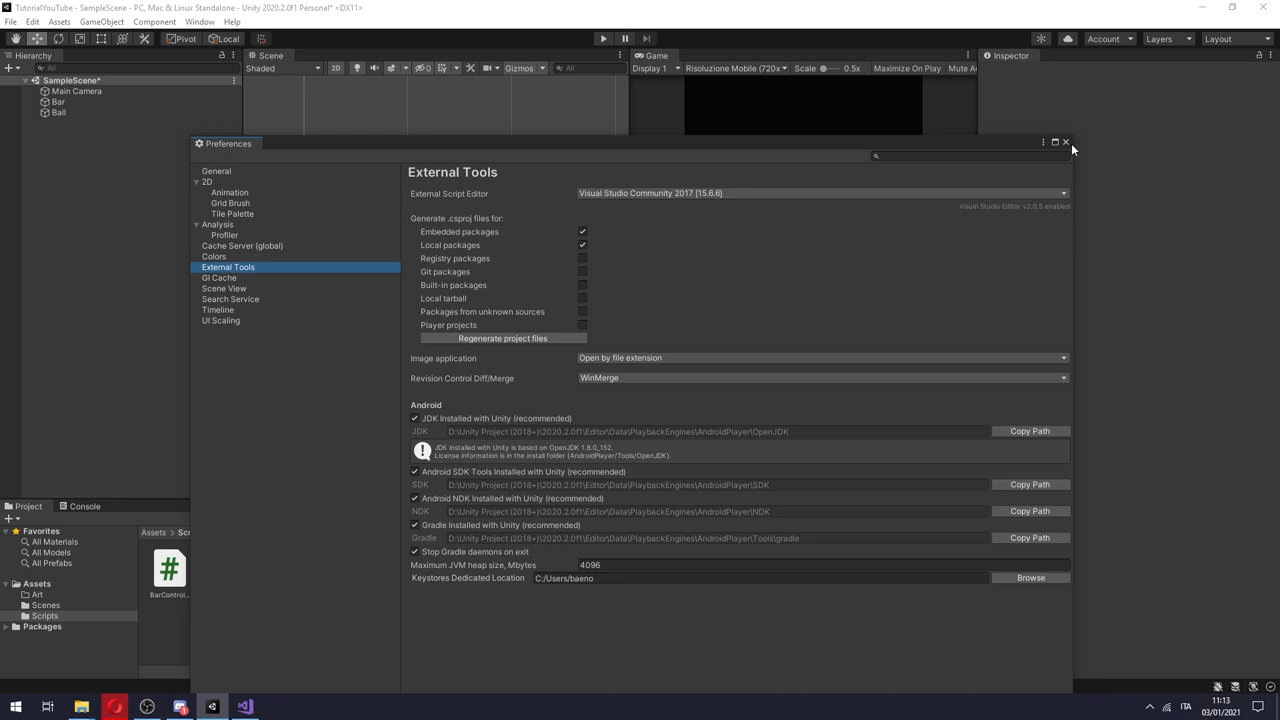 TutorialYouTube - SampleScene - PC, Mac & Linux Standalone - Unity 2020.2.0f1 Personal* <DX11>
File Edit Assets GameObject Component Window Help
Pivot Local Account Layers Layout
Hierarchy
All
SampleScene*
Main Camera
Bar
Ball
Scene
Shaded 2D 0 Gizmos All
Game
Display 1 Risoluzione Mobile (720x Scale 0.5x Maximize On Play Mute Au
Inspector
Preferences
General
2D
Animation
Grid Brush
Tile Palette
Analysis
Profiler
Cache Server (global)
Colors
External Tools
GI Cache
Scene View
Search Service
Timeline
UI Scaling
External Tools
External Script Editor Visual Studio Community 2017 [15.6.6]
Visual Studio Editor v2.0.5 enabled
Generate .csproj files for:
Embedded packages
Local packages
Registry packages
Git packages
Built-in packages
Local tarball
Packages from unknown sources
Player projects
Regenerate project files
Image application Open by file extension
Revision Control Diff/Merge WinMerge
Android
JDK Installed with Unity (recommended)
JDK D:\Unity Project (2018+)\2020.2.0f1\Editor\Data\PlaybackEngines\AndroidPlayer\OpenJDK Copy Path
JDK installed with Unity is based on OpenJDK 1.8.0_152.
License information is in the install folder (AndroidPlayer/Tools/OpenJDK).
Android SDK Tools Installed with Unity (recommended)
SDK D:\Unity Project (2018+)\2020.2.0f1\Editor\Data\PlaybackEngines\AndroidPlayer\SDK Copy Path
Android NDK Installed with Unity (recommended)
NDK D:\Unity Project (2018+)\2020.2.0f1\Editor\Data\PlaybackEngines\AndroidPlayer\NDK Copy Path
Gradle Installed with Unity (recommended)
Gradle D:\Unity Project (2018+)\2020.2.0f1\Editor\Data\PlaybackEngines\AndroidPlayer\Tools\gradle Copy Path
Stop Gradle daemons on exit
Maximum JVM heap size, Mbytes 4096
Keystores Dedicated Location C:/Users/baeno Browse
Project Console
Favorites
All Materials
All Models
All Prefabs
Assets
Art
Scenes
Scripts
Packages
Assets > Scr
#
BarControl...
ITA
11:13
03/01/2021